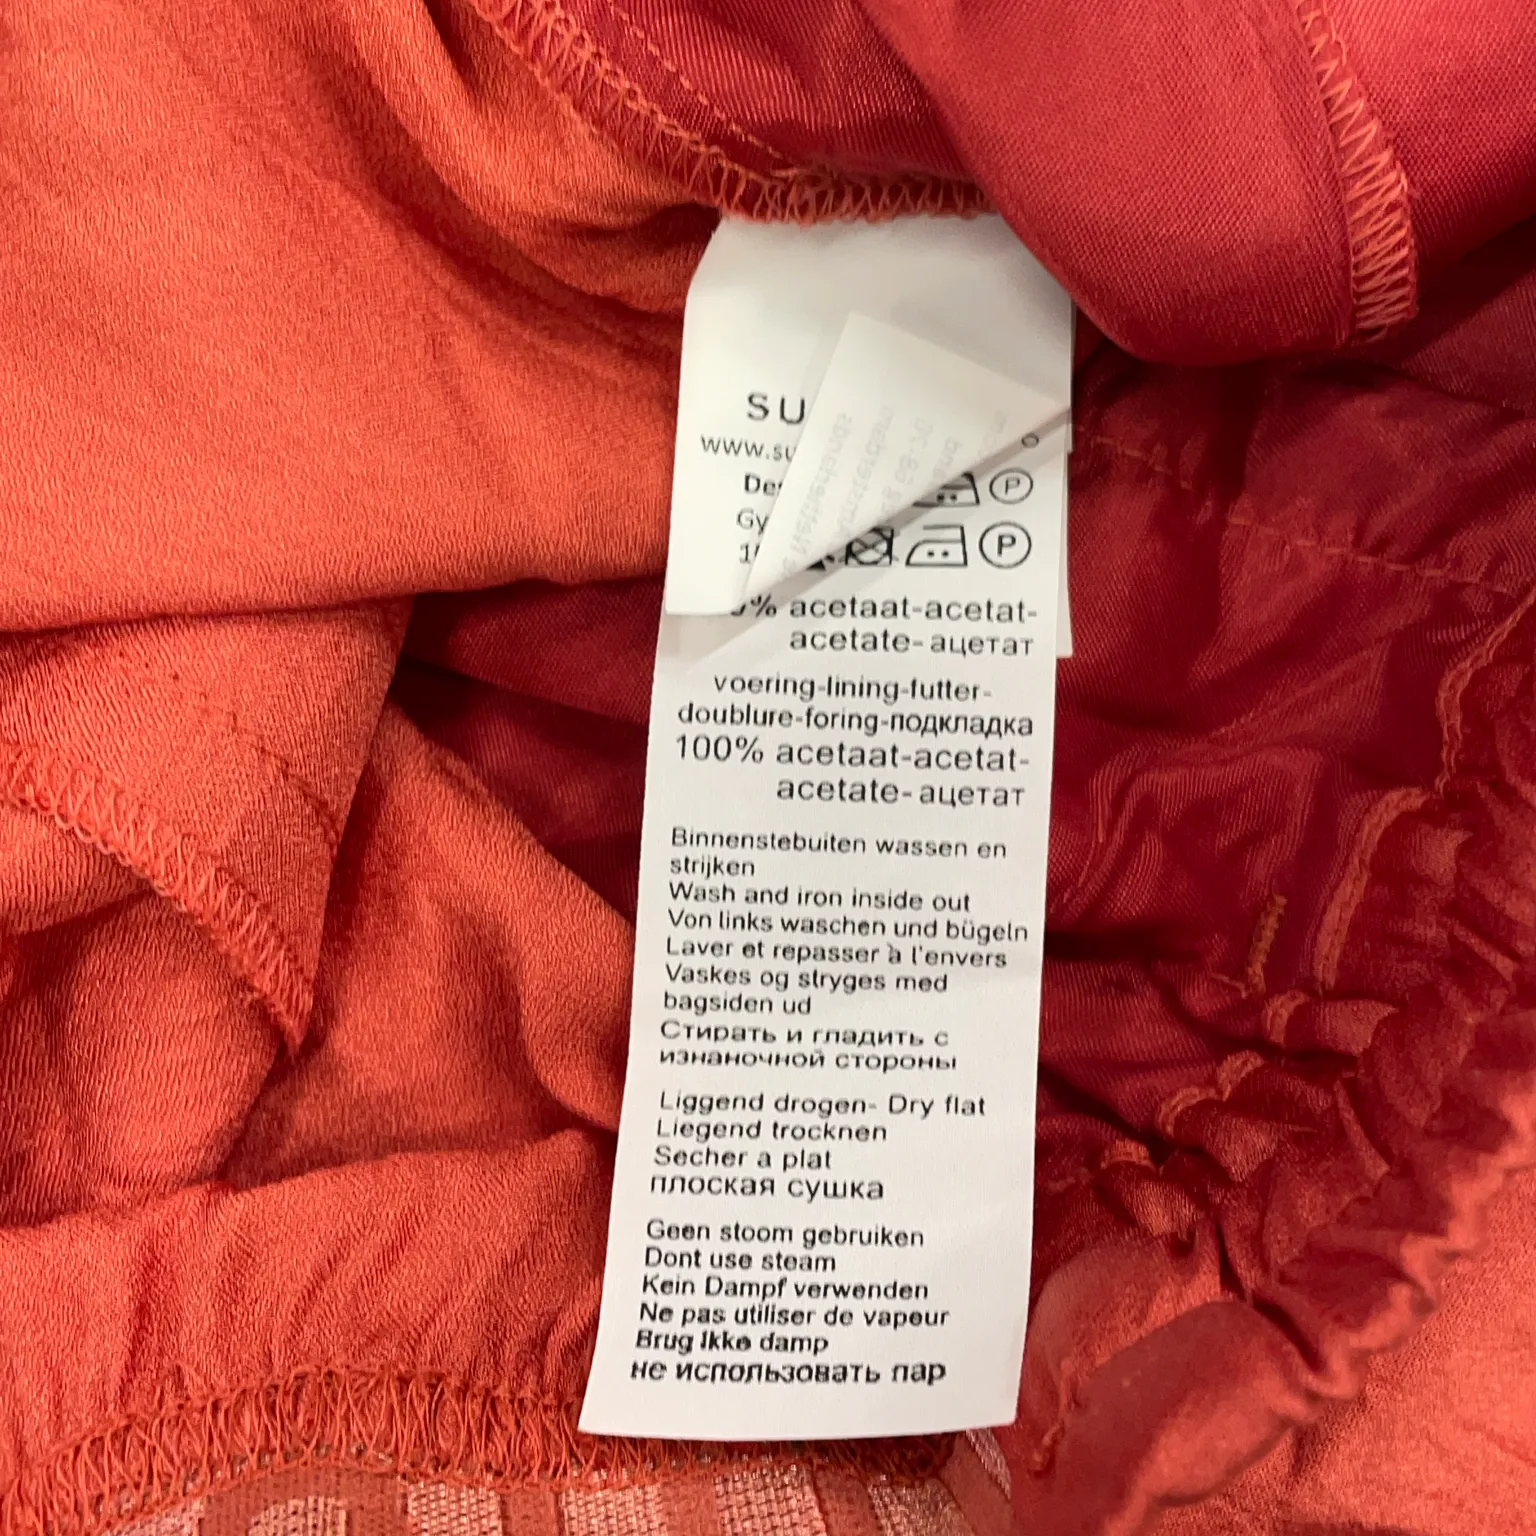 SU
www.su
Gy
% acetaat-acetat-
acetate-ацетат
voering-lining-futter-
doublure-foring-подкладка
100% acetaat-acetat-
acetate-ацетат
Binnenstebuiten wassen en
strijken
Wash and iron inside out
Von links waschen und bügeln
Laver et repasser à l'envers
Vaskes og stryges med
bagsiden ud
Стирать и гладить с
изнаночной стороны
Liggend drogen- Dry flat
Liegend trocknen
Secher a plat
плоская сушка
Geen stoom gebruiken
Dont use steam
Kein Dampf verwenden
Ne pas utiliser de vapeur
Brug Ikke damp
не использовать пар